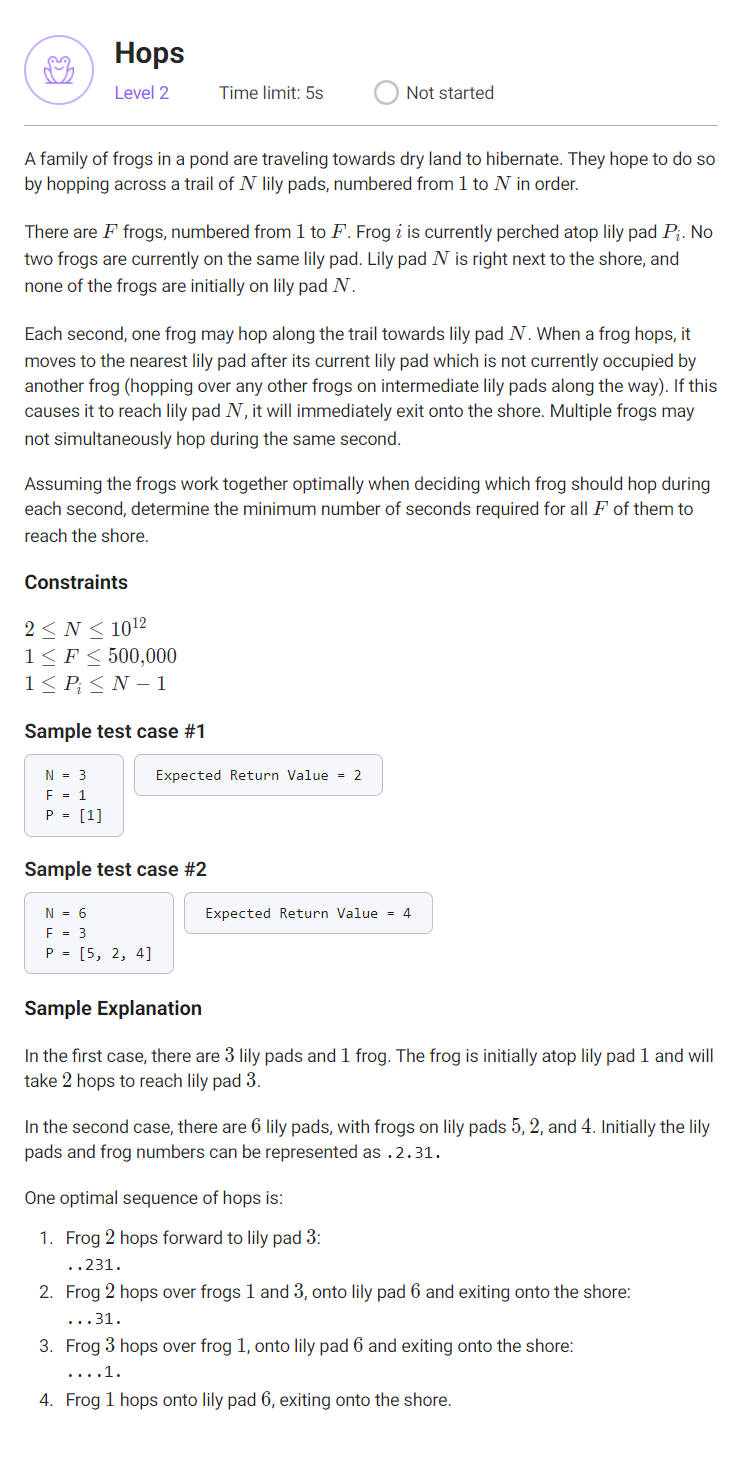 Hops
Level 2 Time limit: 5s Not started
A family of frogs in a pond are traveling towards dry land to hibernate. They hope to do so
by hopping across a trail of N lily pads, numbered from 1 to N in order.
There are F frogs, numbered from 1 to F. Frog i is currently perched atop lily pad P_i. No
two frogs are currently on the same lily pad. Lily pad N is right next to the shore, and
none of the frogs are initially on lily pad N.
Each second, one frog may hop along the trail towards lily pad N. When a frog hops, it
moves to the nearest lily pad after its current lily pad which is not currently occupied by
another frog (hopping over any other frogs on intermediate lily pads along the way). If this
causes it to reach lily pad N, it will immediately exit onto the shore. Multiple frogs may
not simultaneously hop during the same second.
Assuming the frogs work together optimally when deciding which frog should hop during
each second, determine the minimum number of seconds required for all F of them to
reach the shore.
Constraints
2 ≤ N ≤ 10^12
1 ≤ F ≤ 500,000
1 ≤ P_i ≤ N − 1
Sample test case #1
N = 3
F = 1
P = [1]
Expected Return Value = 2
Sample test case #2
N = 6
F = 3
P = [5, 2, 4]
Expected Return Value = 4
Sample Explanation
In the first case, there are 3 lily pads and 1 frog. The frog is initially atop lily pad 1 and will
take 2 hops to reach lily pad 3.
In the second case, there are 6 lily pads, with frogs on lily pads 5, 2, and 4. Initially the lily
pads and frog numbers can be represented as .2.31.
One optimal sequence of hops is:
1. Frog 2 hops forward to lily pad 3:
..231.
2. Frog 2 hops over frogs 1 and 3, onto lily pad 6 and exiting onto the shore:
...31.
3. Frog 3 hops over frog 1, onto lily pad 6 and exiting onto the shore:
....1.
4. Frog 1 hops onto lily pad 6, exiting onto the shore.